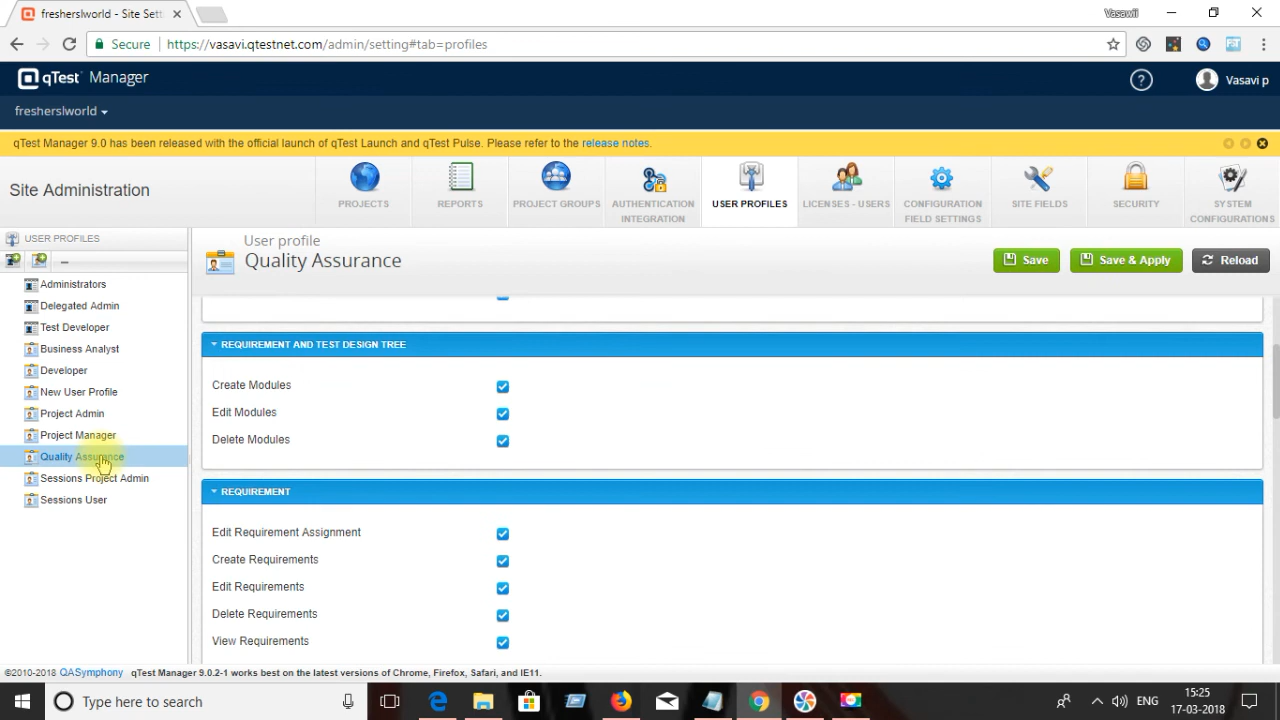 freshersIworld - Site Sett
Vasawii
Secure
https://vasavi.qtestnet.com/admin/setting#tab=profiles
qTest Manager
Vasavi p
freshersIworld
qTest Manager 9.0 has been released with the official launch of qTest Launch and qTest Pulse. Please refer to the release notes.
Site Administration
PROJECTS
REPORTS
PROJECT GROUPS
AUTHENTICATION
INTEGRATION
USER PROFILES
LICENSES - USERS
CONFIGURATION
FIELD SETTINGS
SITE FIELDS
SECURITY
SYSTEM
CONFIGURATIONS
USER PROFILES
Administrators
Delegated Admin
Test Developer
Business Analyst
Developer
New User Profile
Project Admin
Project Manager
Quality Assurance
Sessions Project Admin
Sessions User
User profile
Quality Assurance
Save
Save & Apply
Reload
REQUIREMENT AND TEST DESIGN TREE
Create Modules
Edit Modules
Delete Modules
REQUIREMENT
Edit Requirement Assignment
Create Requirements
Edit Requirements
Delete Requirements
View Requirements
©2010-2018 QASymphony qTest Manager 9.0.2-1 works best on the latest versions of Chrome, Firefox, Safari, and IE11.
Type here to search
ENG
15:25
17-03-2018